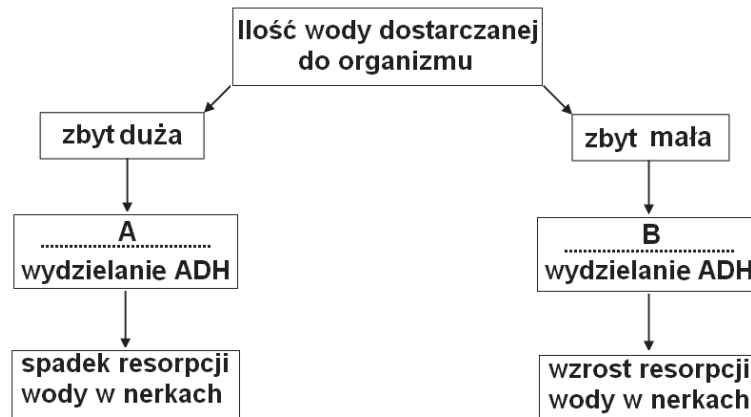 Ilość wody dostarczanej
do organizmu
zbyt duża
zbyt mała
A
wydzielanie ADH
B
wydzielanie ADH
spadek resorpcji
wody w nerkach
wzrost resorpcji
wody w nerkach